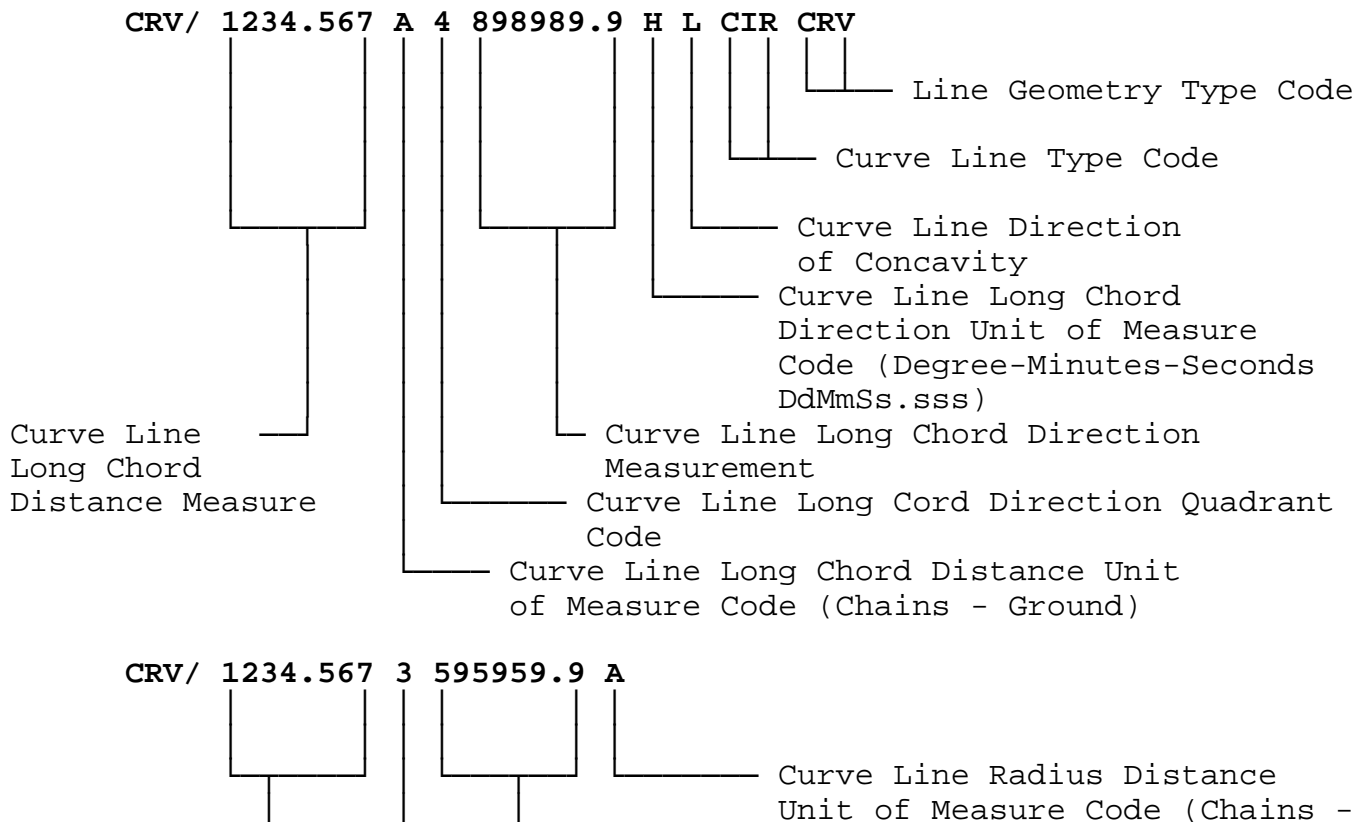 CRV/ 1234.567 A 4 898989.9 H L CIR CRV
Line Geometry Type Code
Curve Line Type Code
Curve Line Direction
of Concavity
Curve Line Long Chord
Direction Unit of Measure
Code (Degree-Minutes-Seconds
DdMmSs.sss)
Curve Line
Long Chord
Distance Measure
Curve Line Long Chord Direction
Measurement
Curve Line Long Cord Direction Quadrant
Code
Curve Line Long Chord Distance Unit
of Measure Code (Chains - Ground)
CRV/ 1234.567 3 595959.9 A
Curve Line Radius Distance
Unit of Measure Code (Chains -